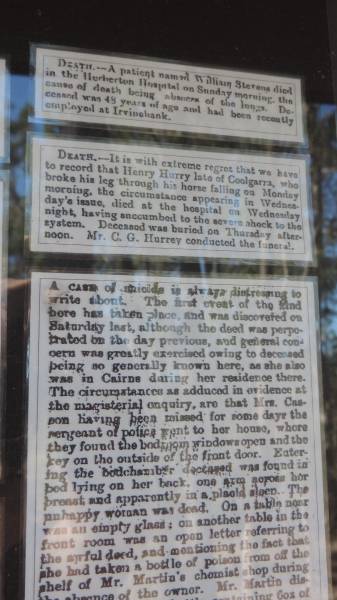 DEATH.—A patient named William Stevens died
in the Herberton Hospital on Sunday morning, the
cause of death being abscess of the lungs. De-
ceased was 48 years of age and had been recently
employed at Irvinebank.
DEATH.—It is with extreme regret that we have
to record that Henry Hurry late of Coolgarra, who
broke his leg through his horse falling on Monday
morning, the circumstance appearing in Wednes-
day's issue, died at the hospital on Wednesday
night, having succumbed to the severe shock to the
system. Deceased was buried on Thursday after-
noon. Mr. C. G. Hurrey conducted the funeral.
A CASE of suicide is always distressing to
write about. The first event of the kind
here has taken place, and was discovered on
Saturday last, although the deed was perpe-
trated on the day previous, and general con-
cern was greatly exercised owing to deceased
being so generally known here, as she also
was in Cairns during her residence there.
The circumstances as adduced in evidence at
the magisterial enquiry, are that Mrs. Cas-
son having been missed for some days the
sergeant of police went to her house, where
they found the bedroom windows open and the
key on the outside of the front door. Enter-
ing the bedchamber deceased was found in
bed lying on her back, one arm across her
breast and apparently in a placid sleep. The
unhappy woman was dead. On a table near
was an empty glass; on another table in the
front room was an open letter referring to
the awful deed, and mentioning the fact that
she had taken a bottle of poison from off the
shelf of Mr. Martin's chemist shop during
the absence of the owner. Mr. Martin dis-
containing 6oz of